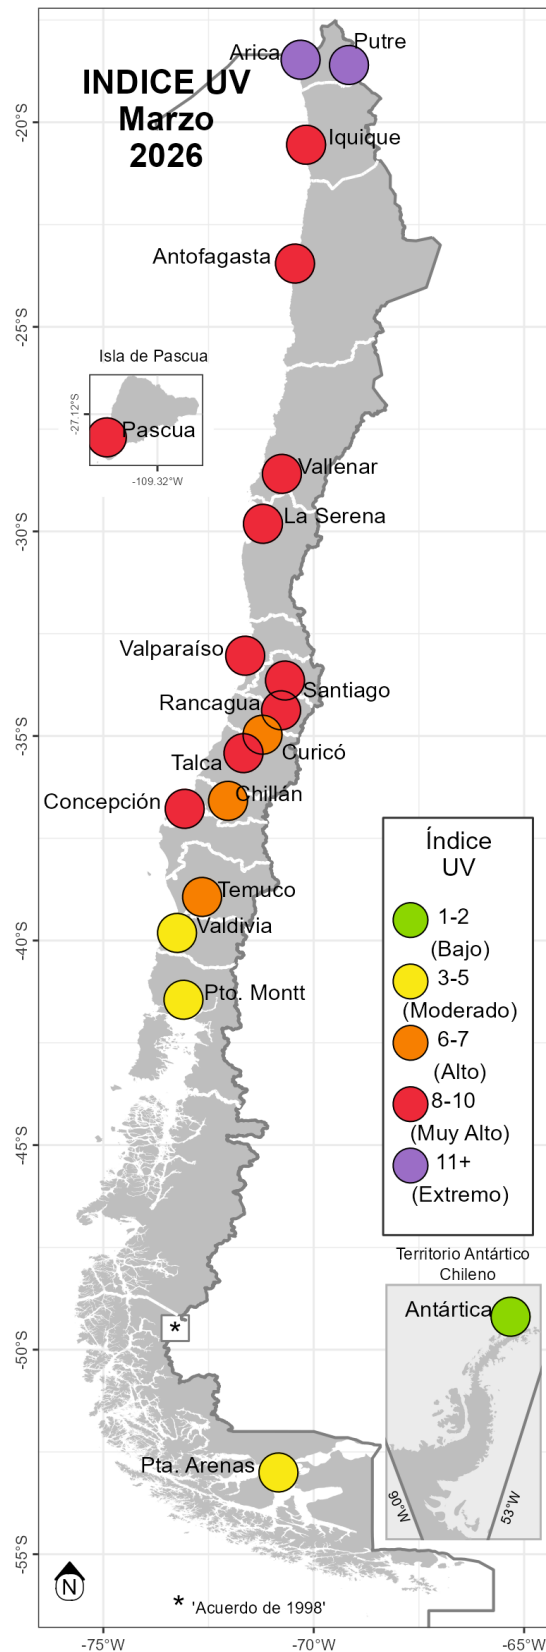 INDICE UV
Marzo
2026
Arica
Putre
Iquique
Antofagasta
Isla de Pascua
Pascua
-27.12°S
-109.32°W
Vallenar
La Serena
Valparaíso
Santiago
Rancagua
Curicó
Talca
Chillán
Concepción
Temuco
Valdivia
Pto. Montt
Índice
UV
1-2
(Bajo)
3-5
(Moderado)
6-7
(Alto)
8-10
(Muy Alto)
11+
(Extremo)
Territorio Antártico
Chileno
Antártica
90°W
53°W
*
Pta. Arenas
N
* 'Acuerdo de 1998'
-20°S
-25°S
-30°S
-35°S
-40°S
-45°S
-50°S
-55°S
-75°W
-70°W
-65°W